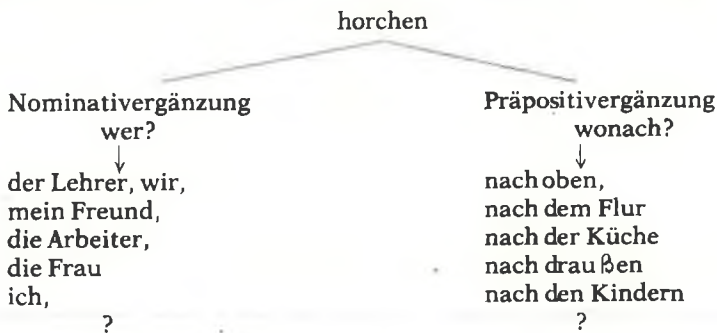 horchen
Nominativergänzung
wer?
der Lehrer, wir,
mein Freund,
die Arbeiter,
die Frau
ich,
?
Präpositivergänzung
wonach?
nach oben,
nach dem Flur
nach der Küche
nach draußen
nach den Kindern
?